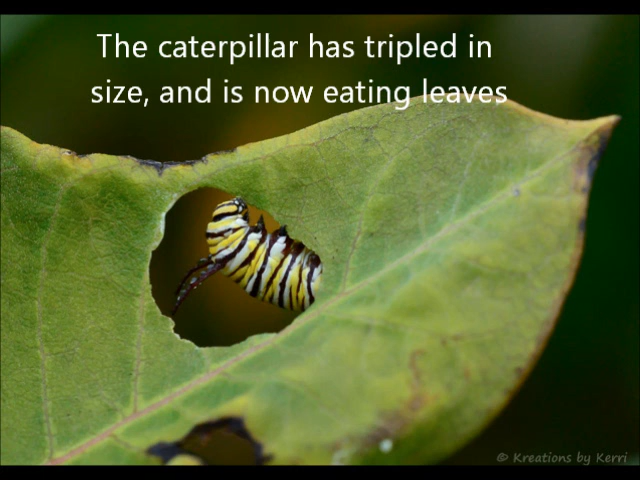 The caterpillar has tripled in
size, and is now eating leaves
© Kreations by Kerri